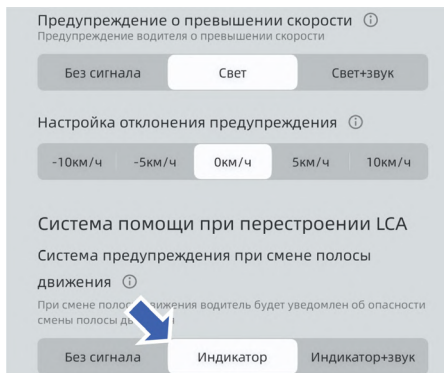 Предупреждение о превышении скорости
Предупреждение водителя о превышении скорости
Без сигнала Свет Свет+звук
Настройка отклонения предупреждения
-10км/ч -5км/ч 0км/ч 5км/ч 10км/ч
Система помощи при перестроении LCA
Система предупреждения при смене полосы
движения
При смене полосы движения водитель будет уведомлен об опасности
смены полосы
Без сигнала Индикатор Индикатор+звук